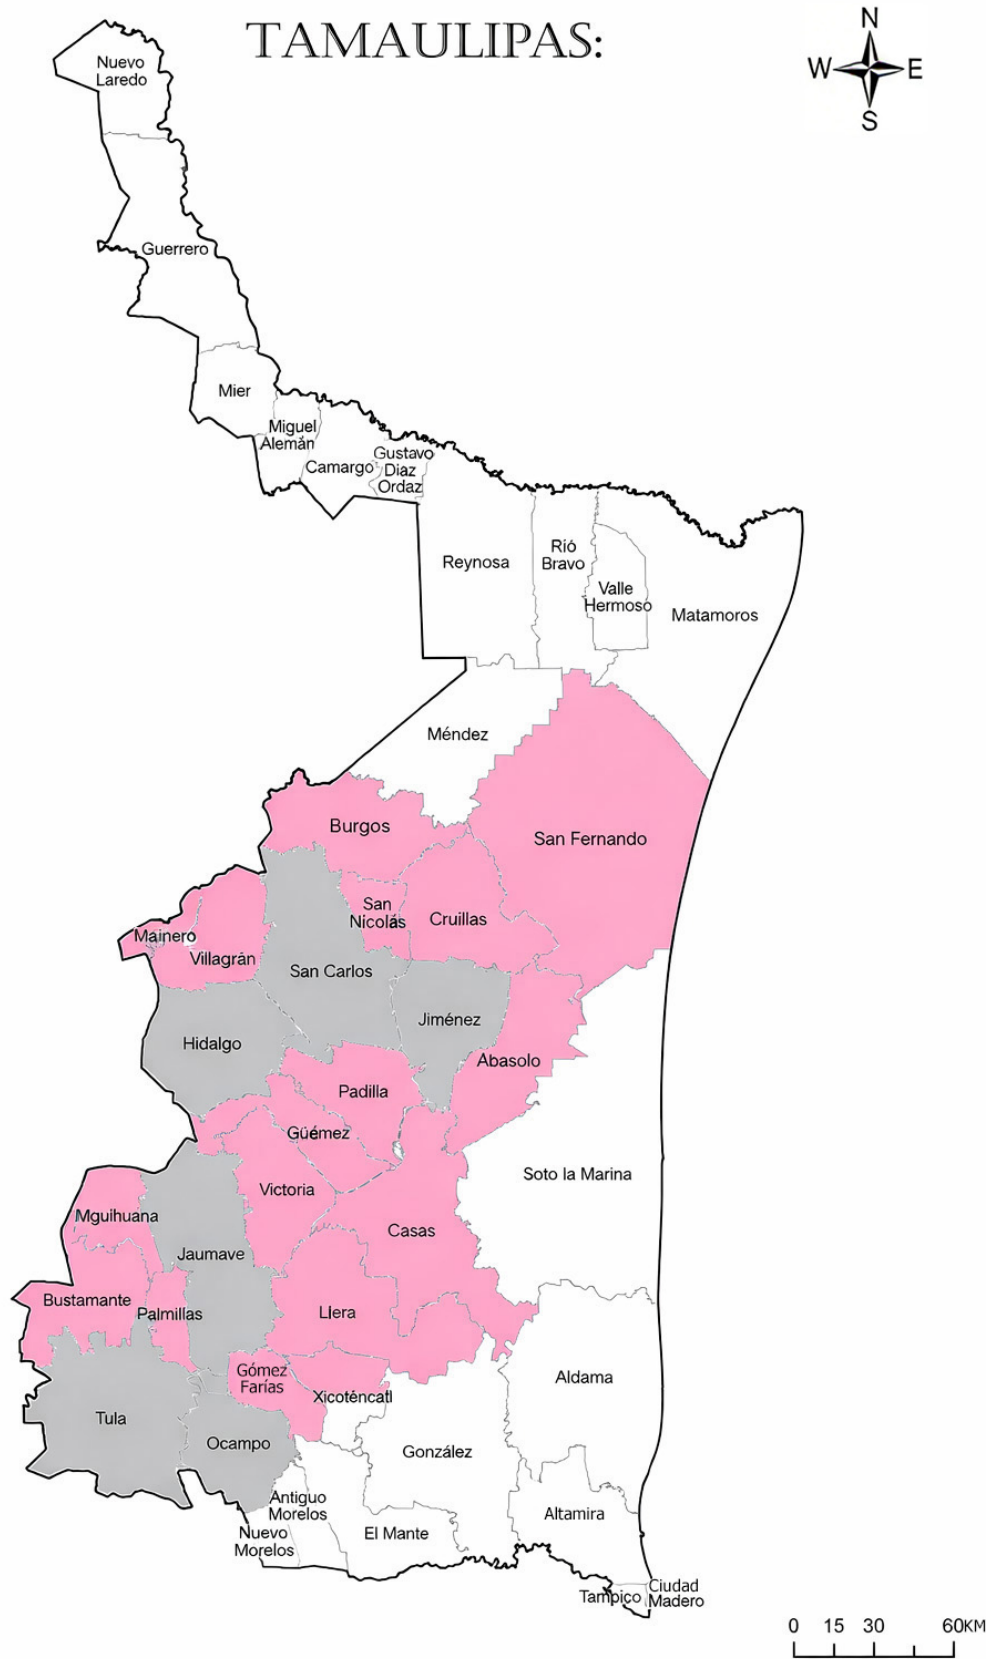 TAMAULIPAS:
N
W E
S
Nuevo
Laredo
Guerrero
Mier
Miguel
Alemán
Camargo
Gustavo
Diaz
Ordaz
Reynosa
Rió
Bravo
Valle
Hermoso
Matamoros
Méndez
Burgos
San Fernando
San
Nicolás
Cruillas
Mainero
Villagrán
San Carlos
Jiménez
Hidalgo
Abasolo
Padilla
Güémez
Soto la Marina
Victoria
Mguihuana
Casas
Jaumave
Bustamante
Palmillas
Llera
Gómez
Farías
Xicoténcatl
Aldama
Tula
Ocampo
González
Antiguo
Morelos
Nuevo
Morelos
El Mante
Altamira
Tampico
Ciudad
Madero
0 15 30 60KM